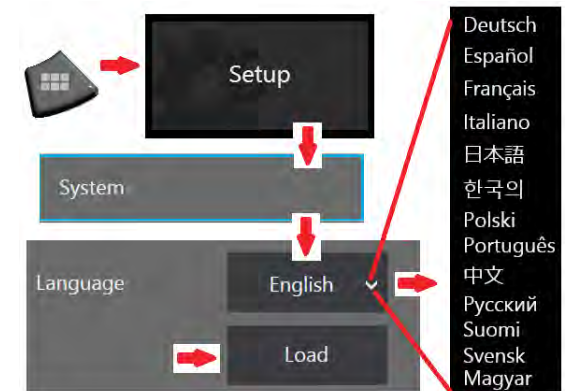 Setup
System
Language
English
Load
Deutsch
Español
Français
Italiano
日本語
한국의
Polski
Português
中文
Русский
Suomi
Svensk
Magyar